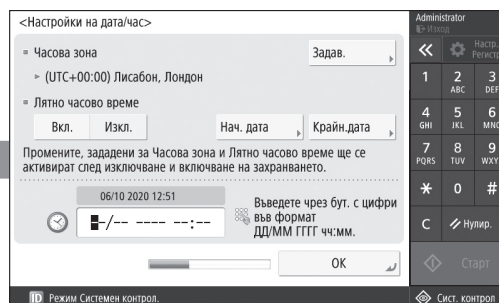 <Настройки на дата/час>
Часова зона
Задав.
(UTC+00:00) Лисабон, Лондон
Лятно часово време
Вкл. Изкл. Нач. дата Крайн.дата
Промените, зададени за Часова зона и Лятно часово време ще се
активират след изключване и включване на захранването.
06/10 2020 12:51
--/-- ---- --:--
Въведете чрез бут. с цифри
във формат
ДД/ММ ГГГГ чч:мм.
OK
ID Режим Системен контрол.
Administrator
Изход
Настр.
Регистр
1 2 3
ABC DEF
4 5 6
GHI JKL MNO
7 8 9
PQRS TUV WXY
* 0 #
C Нулир.
Старт
Сист. контрол